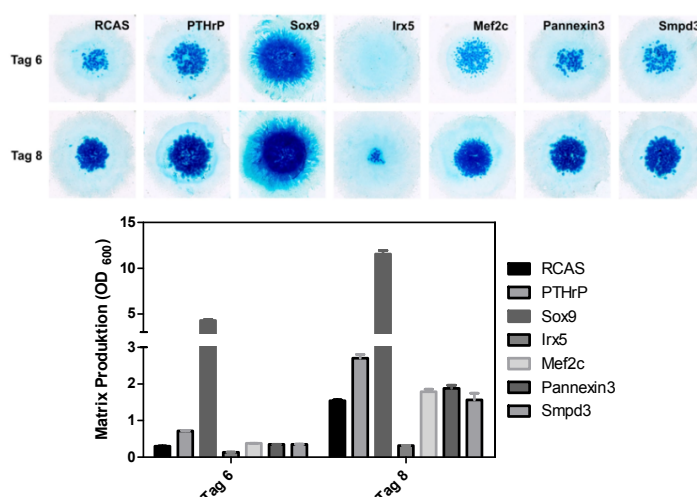 RCAS PTHrP Sox9 Irx5 Mef2c Pannexin3 Smpd3
Tag 6
Tag 8
15
10
5
3
2
1
0
Matrix Produktion (OD 600)
Tag 6 Tag 8
RCAS
PTHrP
Sox9
Irx5
Mef2c
Pannexin3
Smpd3